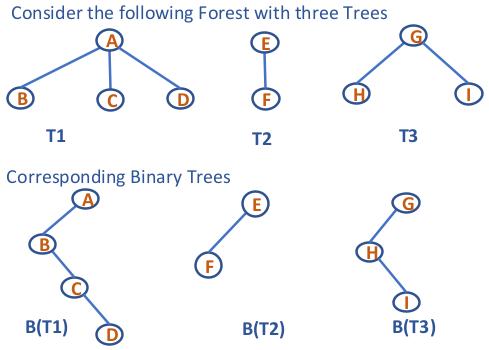 Consider the following Forest with three Trees
A E G
B C D F H I
T1 T2 T3
Corresponding Binary Trees
A E G
B F H
C I
D
B(T1) B(T2) B(T3)